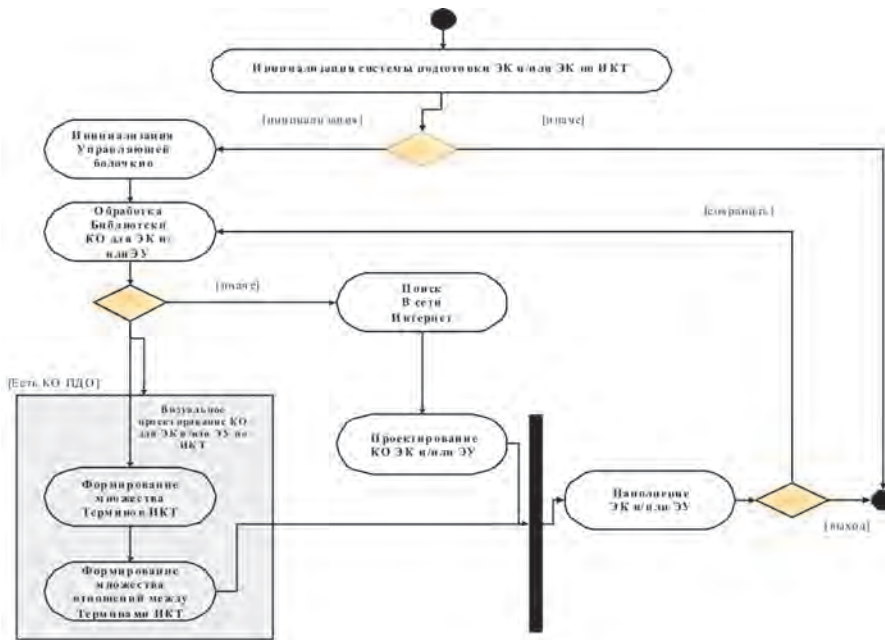 Инициализация системы подготовки ЭК и/или ЭК по ИКТ
[инициализация]
[иначе]
Инициализация
Управляющей
болочкио
Обработка
Библиотеки
КО для ЭК и/
или ЭУ
[сохранить]
[иначе]
Поиск
В сети
Интернет
[Есть КО ПДО]
Визуальное
проектирование КО
для ЭК и/или ЭУ по
ИКТ
Проектирование
КО ЭК и/или ЭУ
Формирование
множества
Терминов ИКТ
Наполнение
ЭК и/или ЭУ
[выход]
Формирование
множества
отношений между
Терминами ИКТ